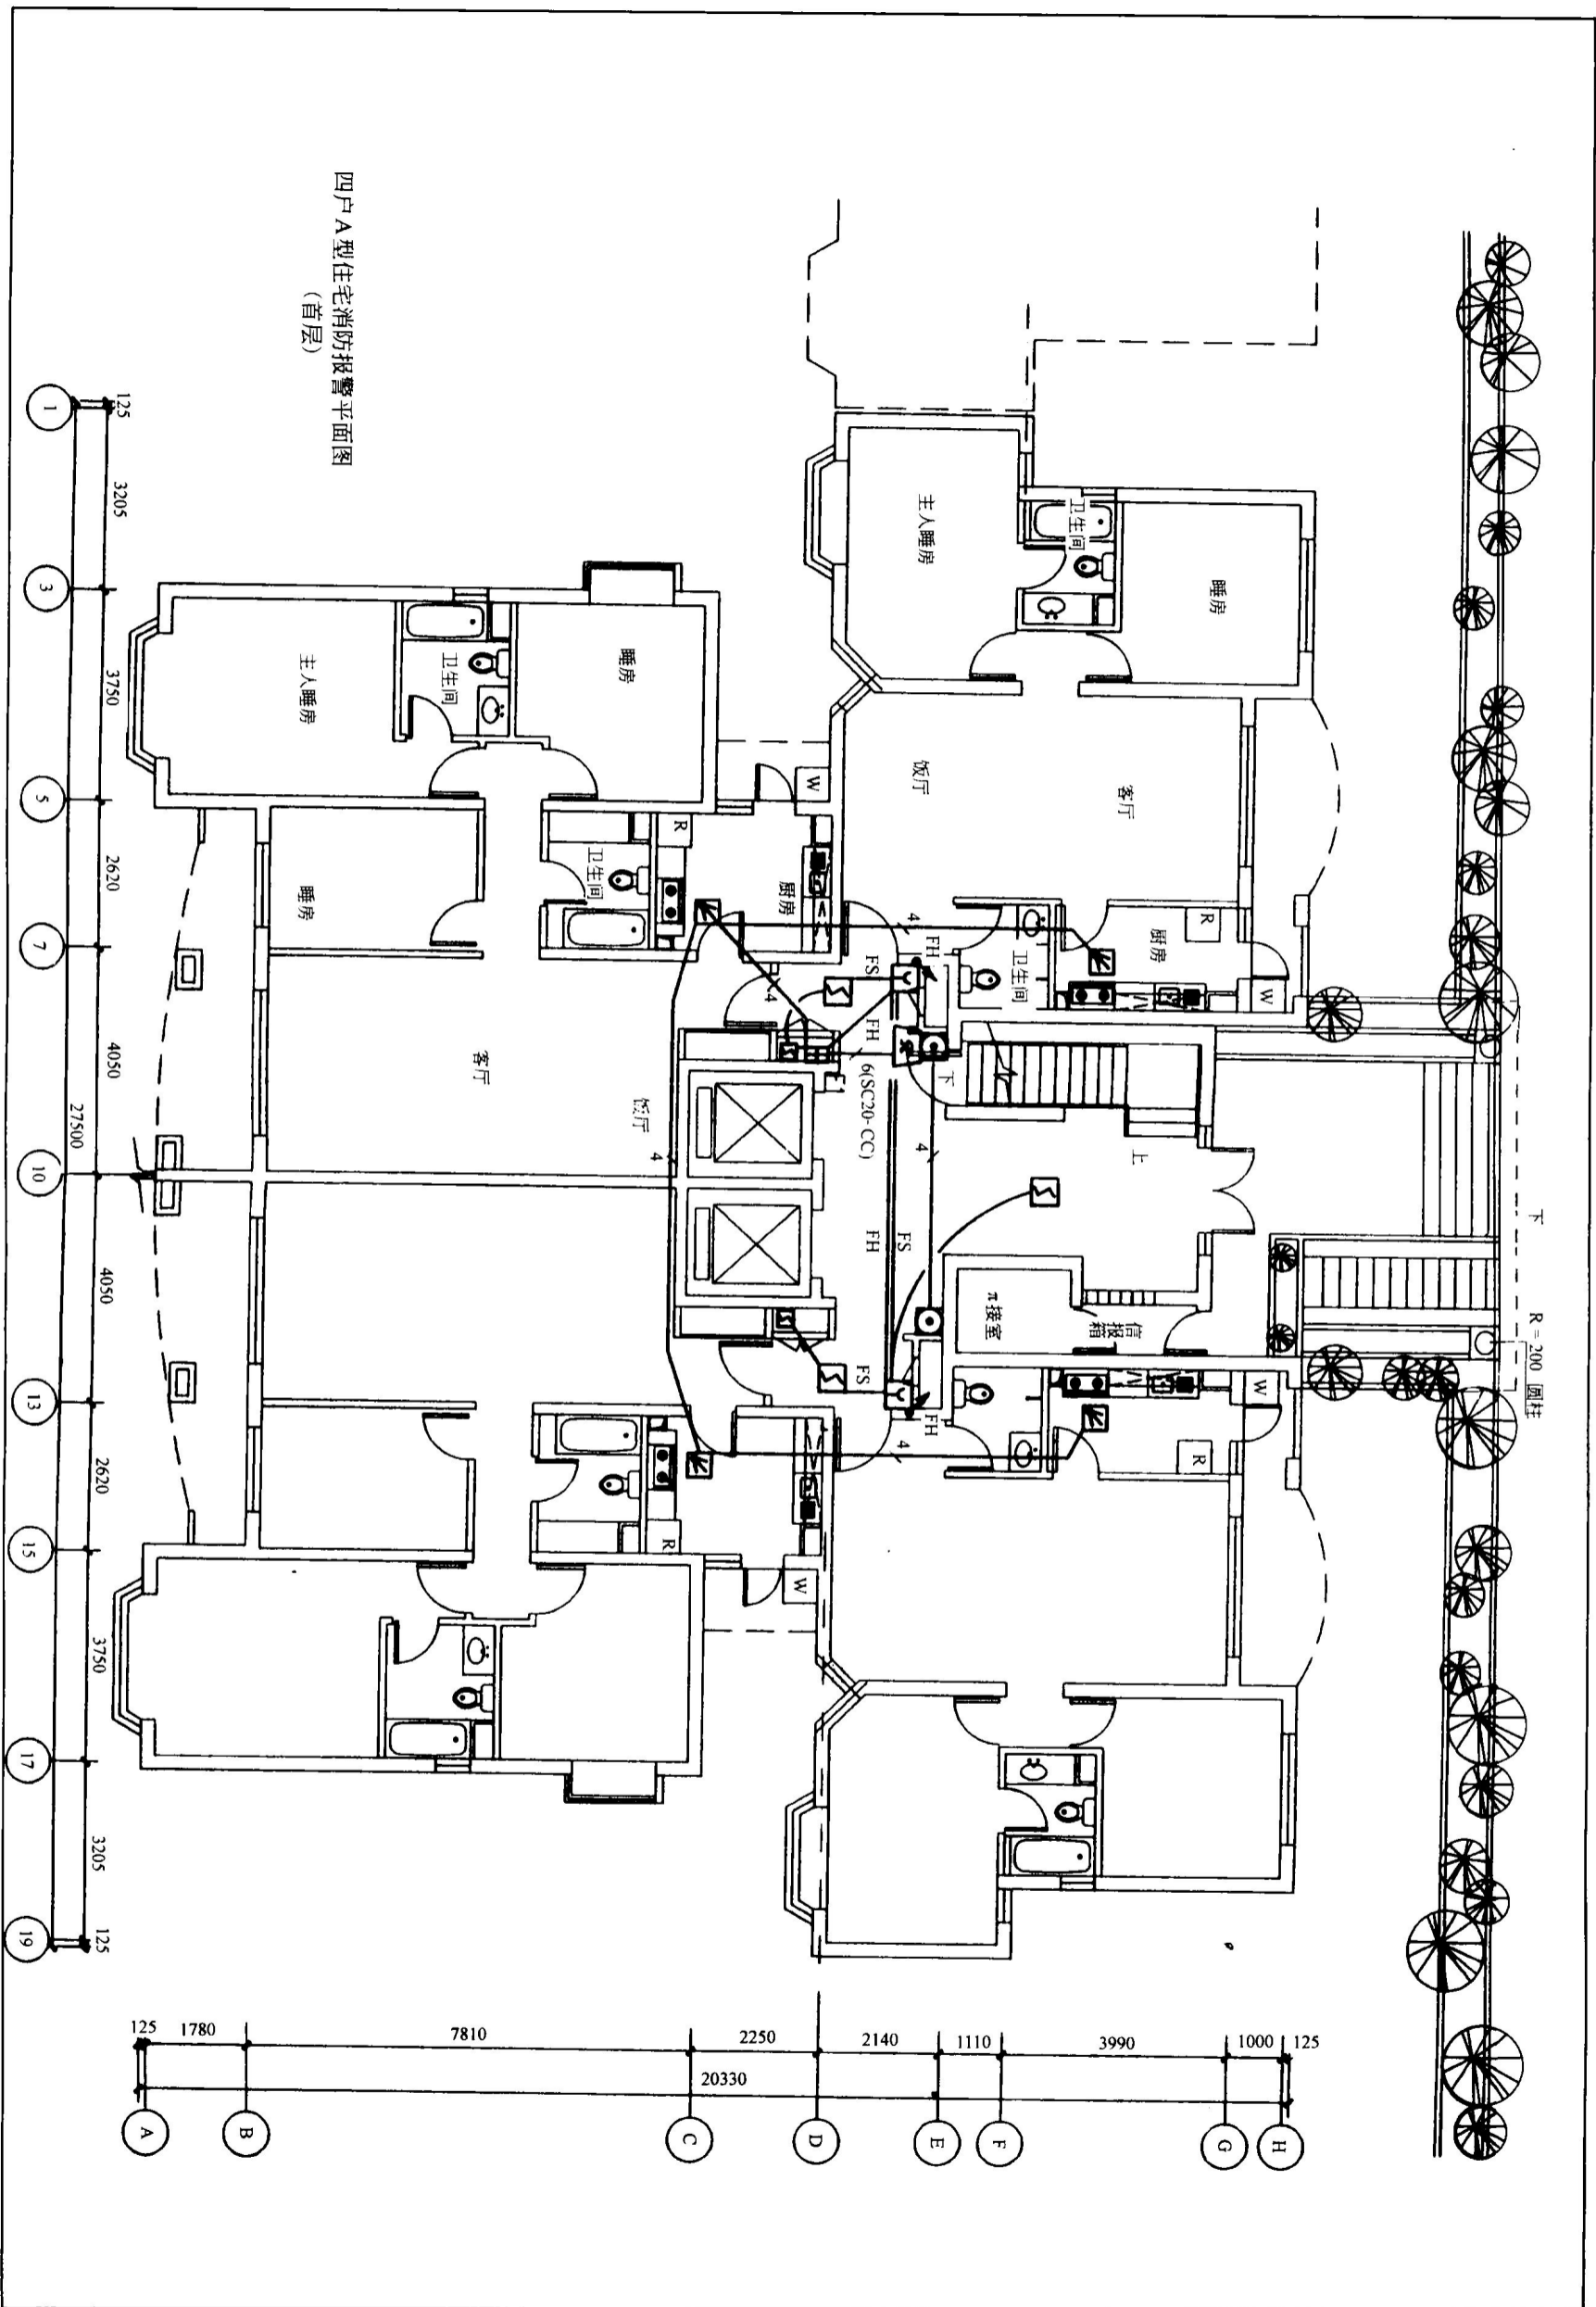 四户A型住宅消防报警平面图
(首层)
下
R=200 圆柱
睡房
卫生间
主人睡房
客厅
饭厅
厨房
R
W
卫生间
4
FH
FS
FH
6(SC20-CC)
下
4
上
FS
FH
π接室
信报箱
FS
FH
4
W
R
厨房
W
R
4
卫生间
睡房
卫生间
主人睡房
睡房
客厅
饭厅
4
R
W
125
3205
3750
2620
4050
4050
2620
3750
3205
125
27500
1
3
5
7
10
13
15
17
19
125
1780
7810
2250
2140
1110
3990
1000
125
20330
A
B
C
D
E
F
G
H